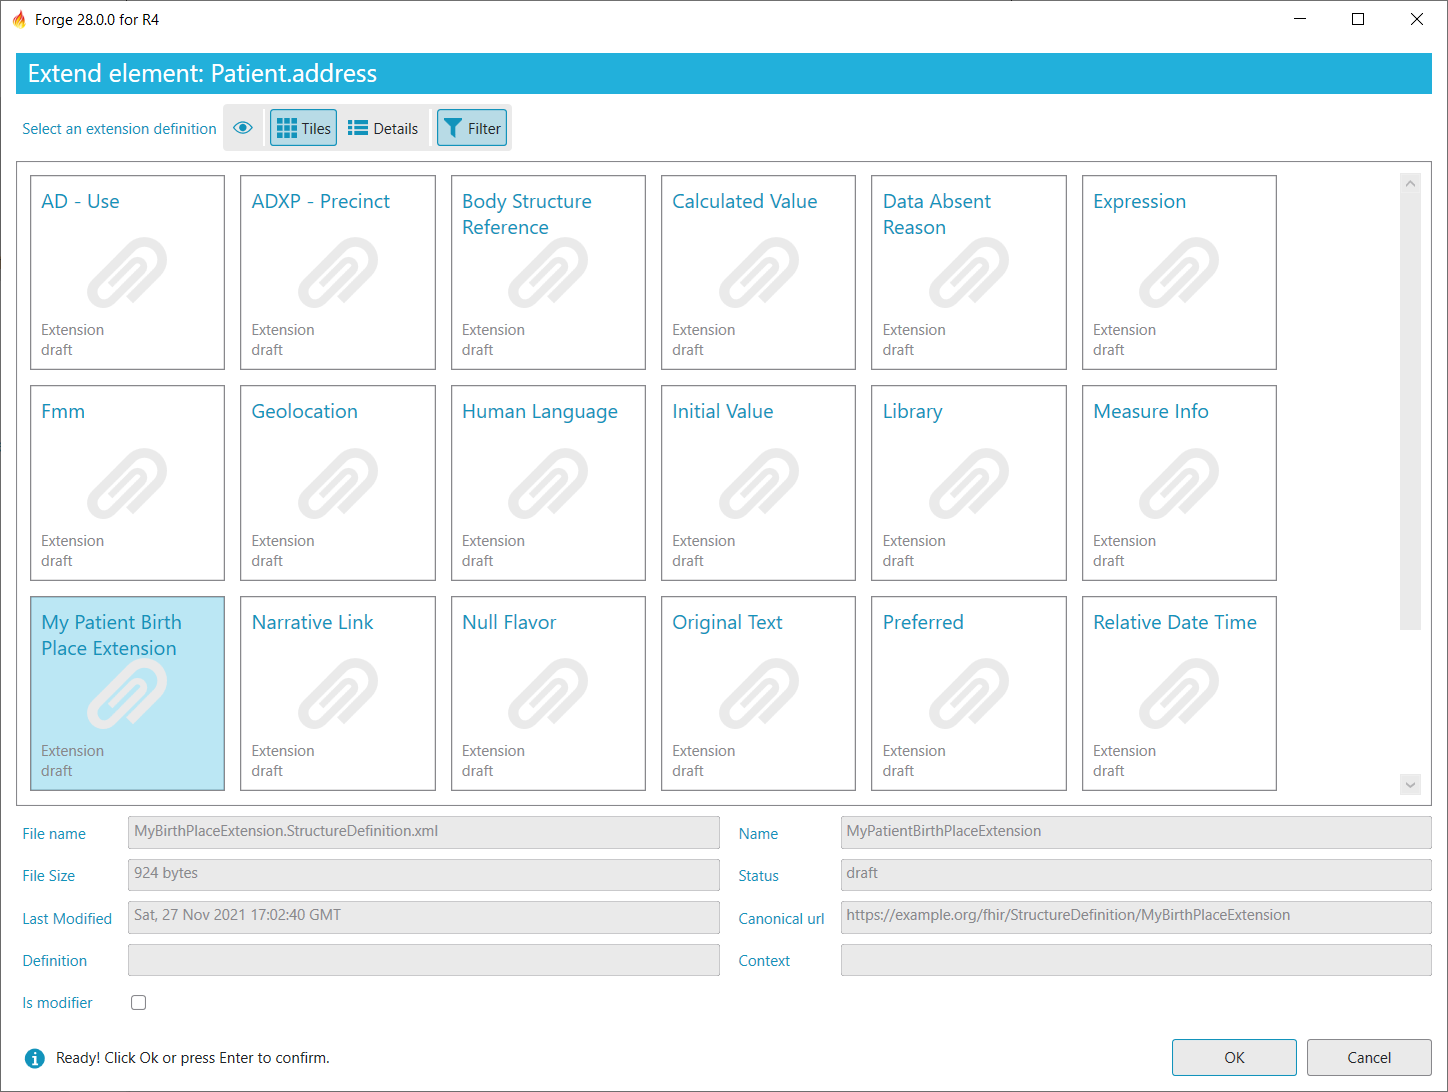 Forge 28.0.0 for R4
Extend element: Patient.address
Select an extension definition
Tiles
Details
Filter
AD - Use
Extension
draft
ADXP - Precinct
Extension
draft
Body Structure
Reference
Extension
draft
Calculated Value
Extension
draft
Data Absent
Reason
Extension
draft
Expression
Extension
draft
Fmm
Extension
draft
Geolocation
Extension
draft
Human Language
Extension
draft
Initial Value
Extension
draft
Library
Extension
draft
Measure Info
Extension
draft
My Patient Birth
Place Extension
Extension
draft
Narrative Link
Extension
draft
Null Flavor
Extension
draft
Original Text
Extension
draft
Preferred
Extension
draft
Relative Date Time
Extension
draft
File name
MyBirthPlaceExtension.StructureDefinition.xml
Name
MyPatientBirthPlaceExtension
File Size
924 bytes
Status
draft
Last Modified
Sat, 27 Nov 2021 17:02:40 GMT
Canonical url
https://example.org/fhir/StructureDefinition/MyBirthPlaceExtension
Definition
Context
Is modifier
Ready! Click Ok or press Enter to confirm.
OK
Cancel